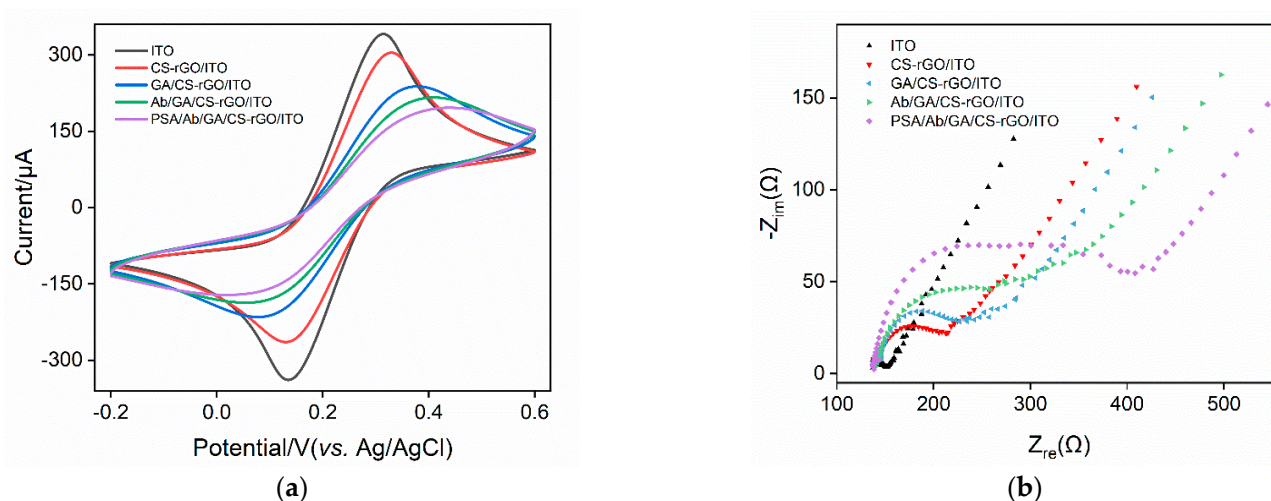 300
150
0
-150
-300
Current/µA
ITO
CS-rGO/ITO
GA/CS-rGO/ITO
Ab/GA/CS-rGO/ITO
PSA/Ab/GA/CS-rGO/ITO
-0.2 0.0 0.2 0.4 0.6
Potential/V(vs. Ag/AgCl)
(a)
150
100
50
0
-Zim(Ω)
ITO
CS-rGO/ITO
GA/CS-rGO/ITO
Ab/GA/CS-rGO/ITO
PSA/Ab/GA/CS-rGO/ITO
100 200 300 400 500
Zre(Ω)
(b)